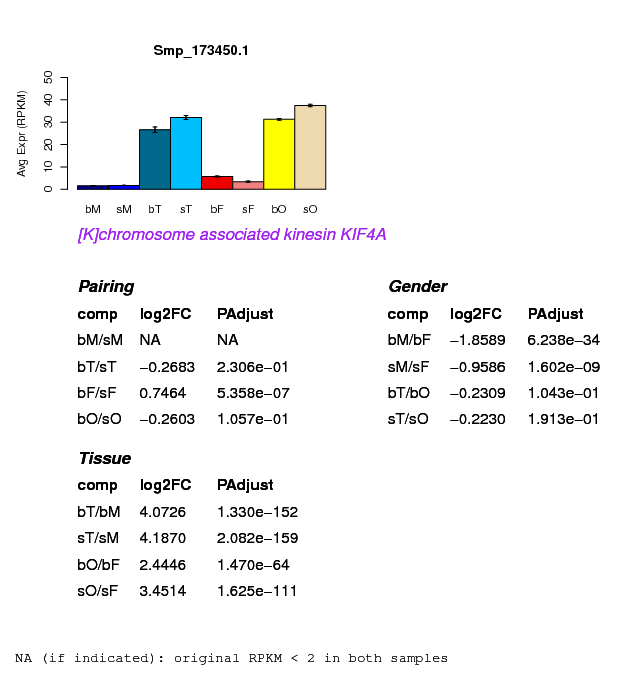 Smp_173450.1
Avg Expr (RPKM)
0 10 20 30 40 50
bM sM bT sT bF sF bO sO
[K]chromosome associated kinesin KIF4A
Pairing
comp log2FC PAdjust
bM/sM NA NA
bT/sT −0.2683 2.306e−01
bF/sF 0.7464 5.358e−07
bO/sO −0.2603 1.057e−01
Gender
comp log2FC PAdjust
bM/bF −1.8589 6.238e−34
sM/sF −0.9586 1.602e−09
bT/bO −0.2309 1.043e−01
sT/sO −0.2230 1.913e−01
Tissue
comp log2FC PAdjust
bT/bM 4.0726 1.330e−152
sT/sM 4.1870 2.082e−159
bO/bF 2.4446 1.470e−64
sO/sF 3.4514 1.625e−111
NA (if indicated): original RPKM < 2 in both samples